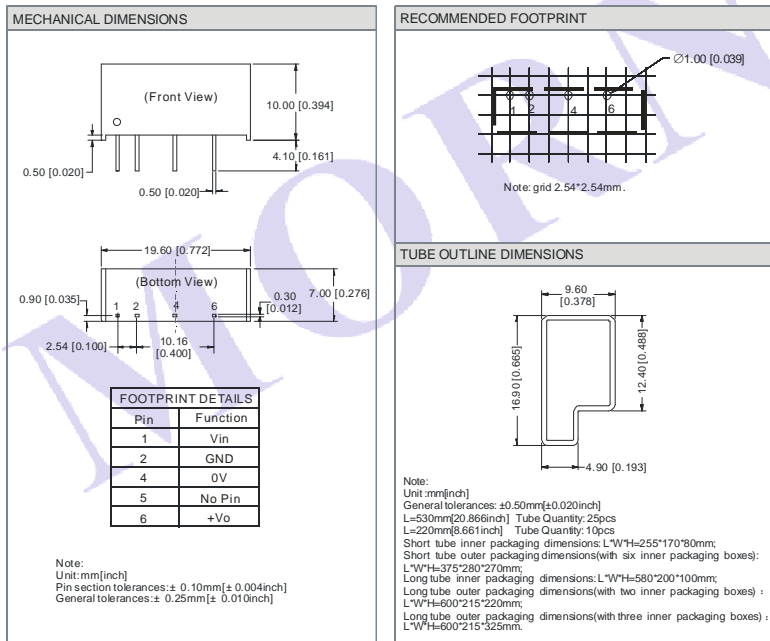 MECHANICAL DIMENSIONS
(Front View)
10.00 [0.394]
4.10 [0.161]
0.50 [0.020]
0.50 [0.020]
19.60 [0.772]
(Bottom View)
7.00 [0.276]
0.90 [0.035]
1 2 4 6
0.30
[0.012]
2.54 [0.100]
10.16
[0.400]
FOOTPRINT DETAILS
Pin Function
1 Vin
2 GND
4 0V
5 No Pin
6 +Vo
Note:
Unit:mm[inch]
Pin section tolerances:± 0.10mm[± 0.004inch]
General tolerances:± 0.25mm[± 0.010inch]
RECOMMENDED FOOTPRINT
∅1.00 [0.039]
1 2 4 6
Note: grid 2.54*2.54mm.
TUBE OUTLINE DIMENSIONS
9.60
[0.378]
16.90 [0.665]
12.40 [0.488]
4.90 [0.193]
Note:
Unit :mm[inch]
General tolerances: ±0.50mm[±0.020inch]
L=530mm[20.866inch] Tube Quantity: 25pcs
L=220mm[8.661inch] Tube Quantity: 10pcs
Short tube inner packaging dimensions: L*W*H=255*170*80mm;
Short tube outer packaging dimensions(with six inner packaging boxes):
L*W*H=375*280*270mm;
Long tube inner packaging dimensions: L*W*H=580*200*100mm;
Long tube outer packaging dimensions(with two inner packaging boxes) :
L*W*H=600*215*220mm;
Long tube outer packaging dimensions(with three inner packaging boxes) :
L*W*H=600*215*325mm.
MORN